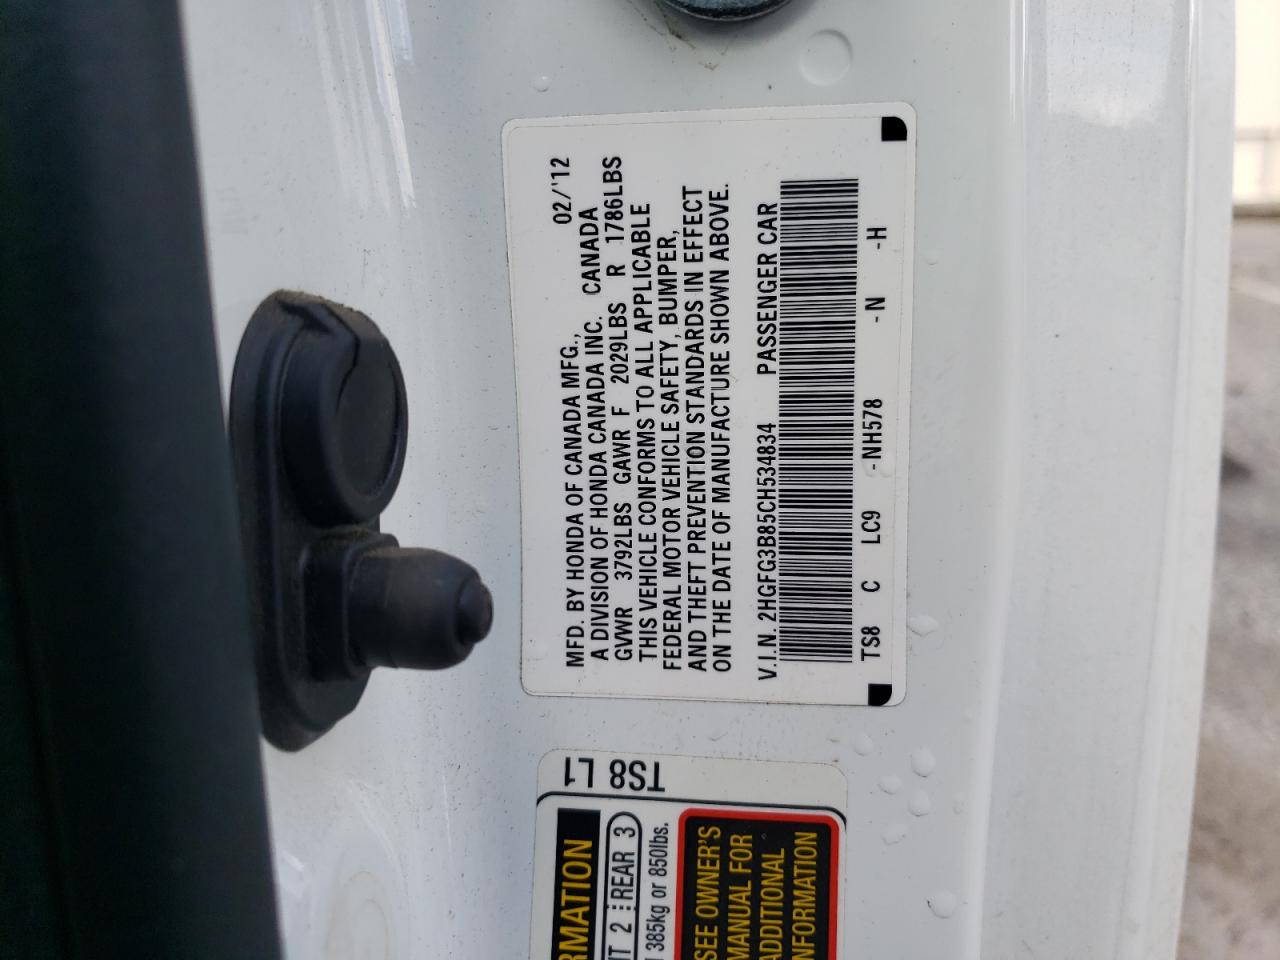 MFD. BY HONDA OF CANADA MFG., 02/'12
A DIVISION OF HONDA CANADA INC. CANADA
GVWR 3792LBS GAWR F 2029LBS R 1786LBS
THIS VEHICLE CONFORMS TO ALL APPLICABLE
FEDERAL MOTOR VEHICLE SAFETY, BUMPER,
AND THEFT PREVENTION STANDARDS IN EFFECT
ON THE DATE OF MANUFACTURE SHOWN ABOVE.
V.I.N. 2HGFG3B85CH534834 PASSENGER CAR
TS8 C LC9 -NH578 -N -H
TS8 L1
RMATION
2 REAR 3
385kg or 850lbs.
SEE OWNER'S
MANUAL FOR
ADDITIONAL
NFORMATION